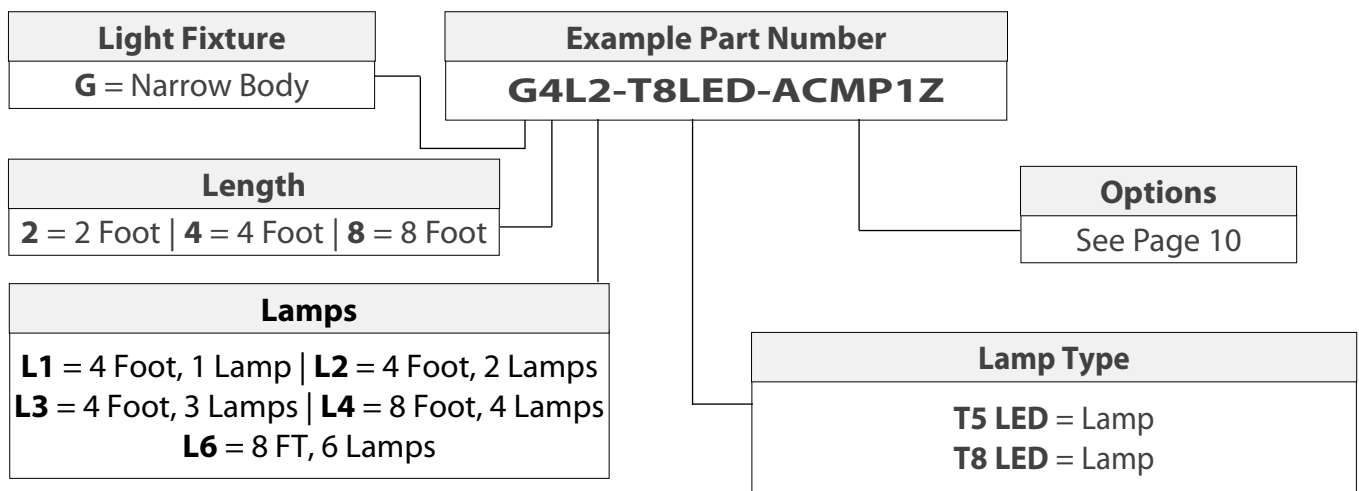 Light Fixture
G = Narrow Body
Example Part Number
G4L2-T8LED-ACMP1Z
Length
2 = 2 Foot | 4 = 4 Foot | 8 = 8 Foot
Options
See Page 10
Lamps
L1 = 4 Foot, 1 Lamp | L2 = 4 Foot, 2 Lamps
L3 = 4 Foot, 3 Lamps | L4 = 8 Foot, 4 Lamps
L6 = 8 FT, 6 Lamps
Lamp Type
T5 LED = Lamp
T8 LED = Lamp